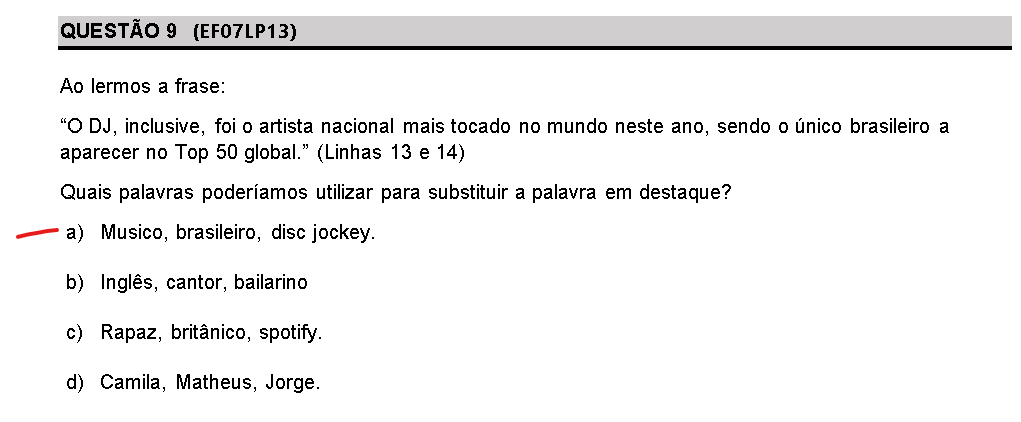 QUESTÃO 9 (EF07LP13)
Ao lermos a frase:
“O DJ, inclusive, foi o artista nacional mais tocado no mundo neste ano, sendo o único brasileiro a
aparecer no Top 50 global.” (Linhas 13 e 14)
Quais palavras poderíamos utilizar para substituir a palavra em destaque?
a) Musico, brasileiro, disc jockey.
b) Inglês, cantor, bailarino
c) Rapaz, britânico, spotify.
d) Camila, Matheus, Jorge.